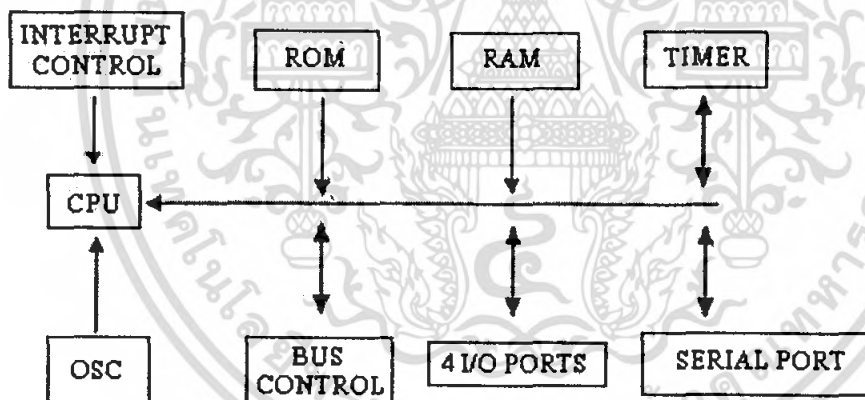 INTERRUPT
CONTROL
ROM
RAM
TIMER
CPU
OSC
BUS
CONTROL
4 I/O PORTS
SERIAL PORT